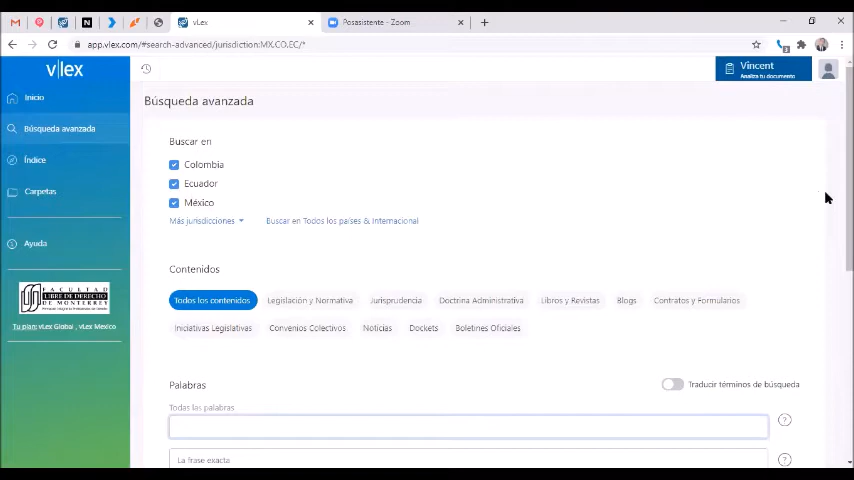 vLex
Posasistente - Zoom
app.vlex.com/#search-advanced/jurisdiction:MX.CO.EC/*
v|lex
Vincent
Analiza tu documento
Inicio
Búsqueda avanzada
Búsqueda avanzada
Buscar en
Índice
Colombia
Ecuador
Carpetas
México
Más jurisdicciones
Buscar en Todos los países & Internacional
Ayuda
Contenidos
FACULTAD
LIBRE DE DERECHO
DE MONTERREY
Todos los contenidos
Legislación y Normativa
Jurisprudencia
Doctrina Administrativa
Libros y Revistas
Blogs
Contratos y Formularios
Tu plan: vLex Global , vLex Mexico
Iniciativas Legislativas
Convenios Colectivos
Noticias
Dockets
Boletines Oficiales
Palabras
Traducir términos de búsqueda
Todas las palabras
La frase exacta